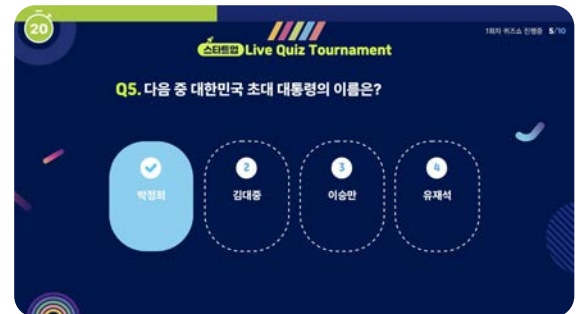 20
스타트업 Live Quiz Tournament
1회차 퀴즈쇼 진행중 5/10
Q5. 다음 중 대한민국 초대 대통령의 이름은?
박정희
2
김대중
3
이승만
4
유재석